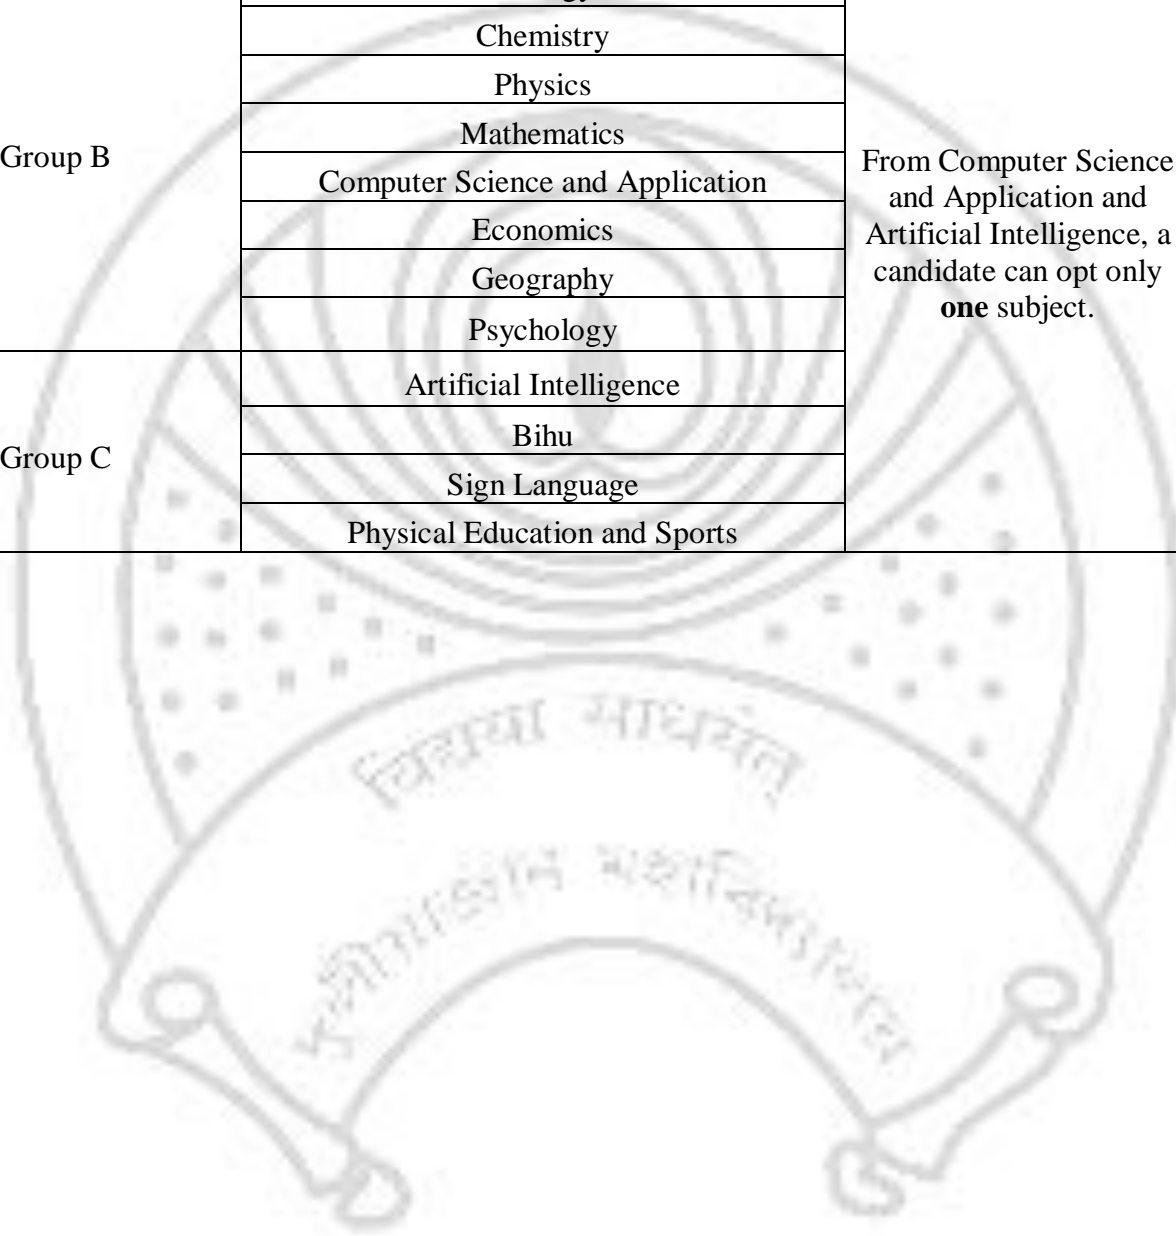 Chemistry
Physics
Group B
Mathematics
Computer Science and Application
Economics
Geography
Psychology
From Computer Science
and Application and
Artificial Intelligence, a
candidate can opt only
one subject.
Group C
Artificial Intelligence
Bihu
Sign Language
Physical Education and Sports